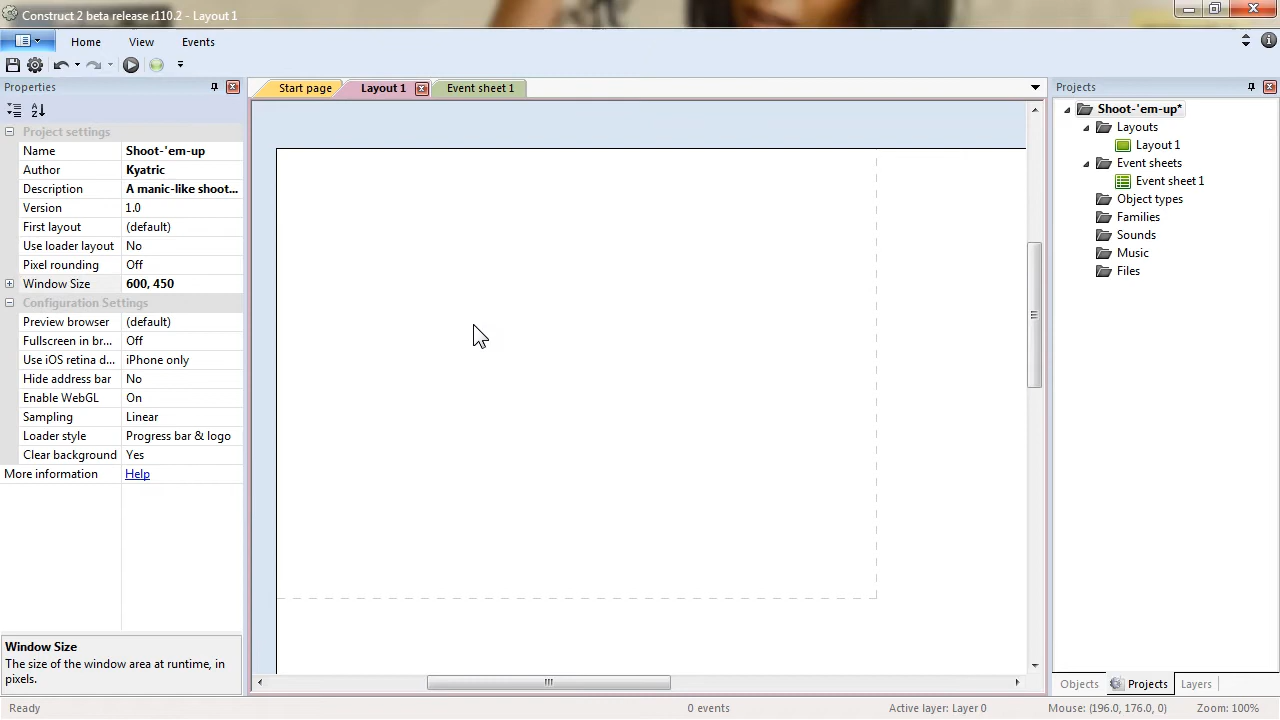 Construct 2 beta release r110.2 - Layout 1
Home View Events
Properties
Start page Layout 1 Event sheet 1
Projects
Project settings
Name Shoot-'em-up
Author Kyatric
Description A manic-like shoot...
Version 1.0
First layout (default)
Use loader layout No
Pixel rounding Off
Window Size 600, 450
Configuration Settings
Preview browser (default)
Fullscreen in br... Off
Use iOS retina d... iPhone only
Hide address bar No
Enable WebGL On
Sampling Linear
Loader style Progress bar & logo
Clear background Yes
More information Help
Shoot-'em-up*
Layouts
Layout 1
Event sheets
Event sheet 1
Object types
Families
Sounds
Music
Files
Window Size
The size of the window area at runtime, in
pixels.
Objects Projects Layers
Ready 0 events Active layer: Layer 0 Mouse: (196.0, 176.0, 0) Zoom: 100%